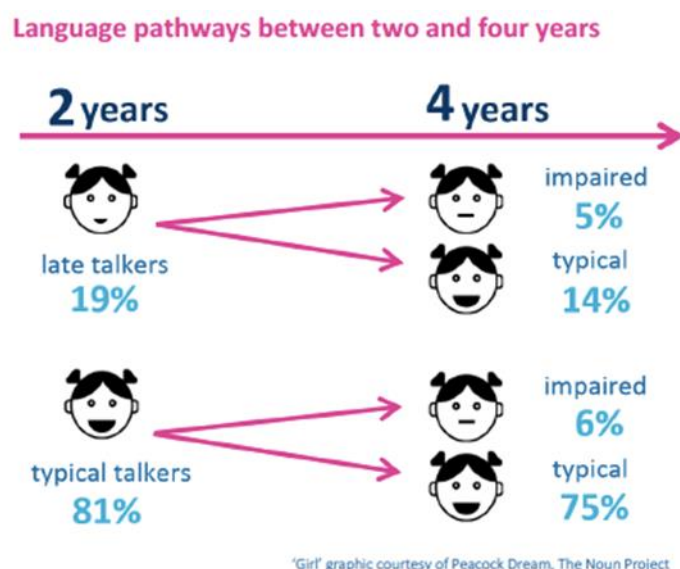 Language pathways between two and four years
2 years
4 years
late talkers
19%
impaired
5%
typical
14%
typical talkers
81%
impaired
6%
typical
75%
'Girl' graphic courtesy of Peacock Dream, The Noun Project